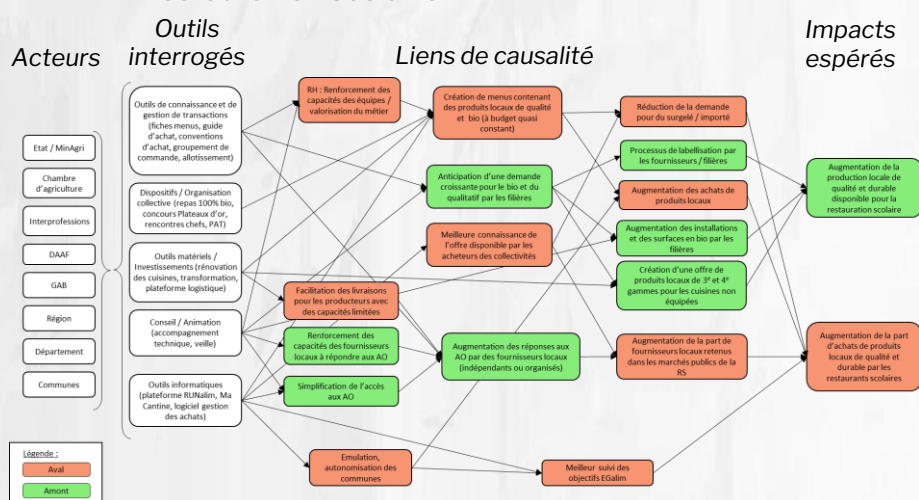 Acteurs
Outils
interrogés
Liens de causalité
Impacts
espérés
Etat / MinAgri
Chambre
d'agriculture
Interprofessions
DAAF
GAB
Région
Département
Communes
Outils de connaissance et de
gestion de transactions
(fiches menus, guide
d'achat, conventions
d'achat, groupement de
commande, allotissement)
Dispositifs / Organisation
collective (repas 100% bio,
concours Plateaux d'or,
rencontres chefs, PAT)
Outils matériels /
Investissements (rénovation
des cuisines, transformation,
plateforme logistique)
Conseil / Animation
(accompagnement
technique, veille)
Outils informatiques
(plateforme RUNalim, Ma
Cantine, logiciel gestion
des achats)
RH : Renforcement des
capacités des équipes /
valorisation du métier
Facilitation des livraisons
pour les producteurs avec
des capacités limitées
Renforcement des
capacités des fournisseurs
locaux à répondre aux AO
Simplification de l'accès
aux AO
Emulation,
autonomisation des
communes
Création de menus contenant
des produits locaux de qualité
et bio (à budget quasi
constant)
Anticipation d'une demande
croissante pour le bio et du
qualitatif par les filières
Meilleure connaissance de
l'offre disponible par les
acheteurs des collectivités
Augmentation des réponses aux
AO par des fournisseurs locaux
(indépendants ou organisés)
Meilleur suivi des
objectifs EGalim
Réduction de la demande
pour du surgelé / importé
Processus de labellisation par
les fournisseurs / filières
Augmentation des achats de
produits locaux
Augmentation des installations
et des surfaces en bio par les
filières
Création d'une offre de
produits locaux de 3e et 4e
gammes pour les cuisines non
équipées
Augmentation de la part de
fournisseurs locaux retenus
dans les marchés publics de la
RS
Augmentation de la
production locale de
qualité et durable
disponible pour la
restauration scolaire
Augmentation de la part
d'achats de produits
locaux de qualité et
durable par les
restaurants scolaires
Légende :
Aval
Amont